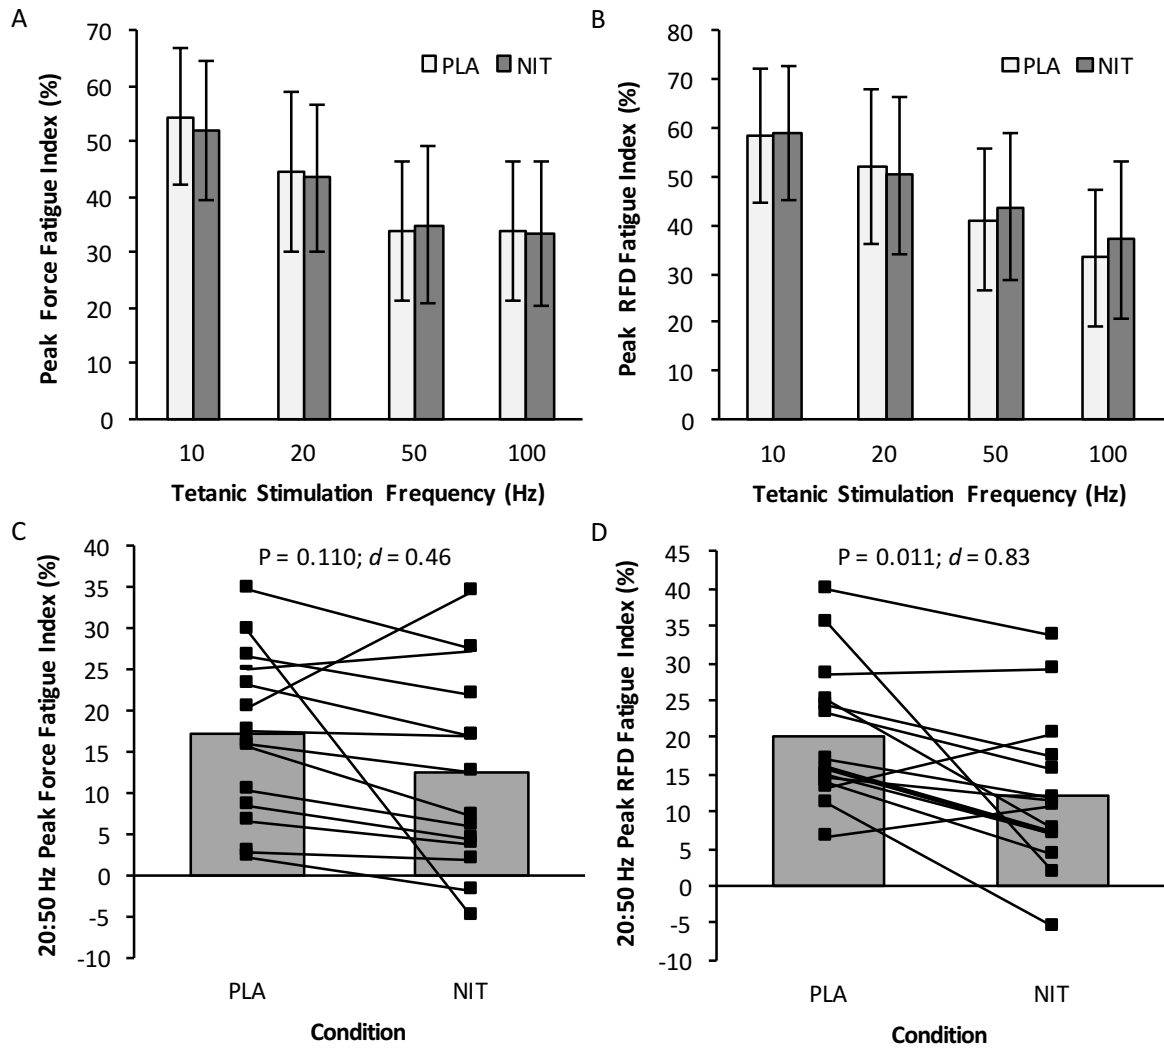 A
Peak Force Fatigue Index (%)
70
60
50
40
30
20
10
0
PLA NIT
10 20 50 100
Tetanic Stimulation Frequency (Hz)
B
Peak RFD Fatigue Index (%)
80
70
60
50
40
30
20
10
0
PLA NIT
10 20 50 100
Tetanic Stimulation Frequency (Hz)
C
20:50 Hz Peak Force Fatigue Index (%)
P = 0.110; d = 0.46
40
35
30
25
20
15
10
5
0
-5
-10
PLA NIT
Condition
D
20:50 Hz Peak RFD Fatigue Index (%)
P = 0.011; d = 0.83
45
40
35
30
25
20
15
10
5
0
-5
-10
PLA NIT
Condition